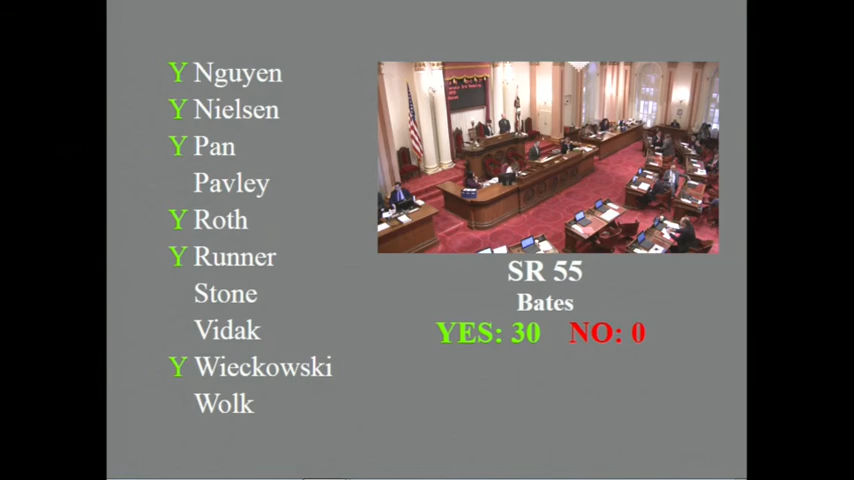 Y Nguyen
Y Nielsen
Y Pan
Pavley
Y Roth
Y Runner
Stone
Vidak
Y Wieckowski
Wolk
SR 55
Bates
YES: 30 NO: 0